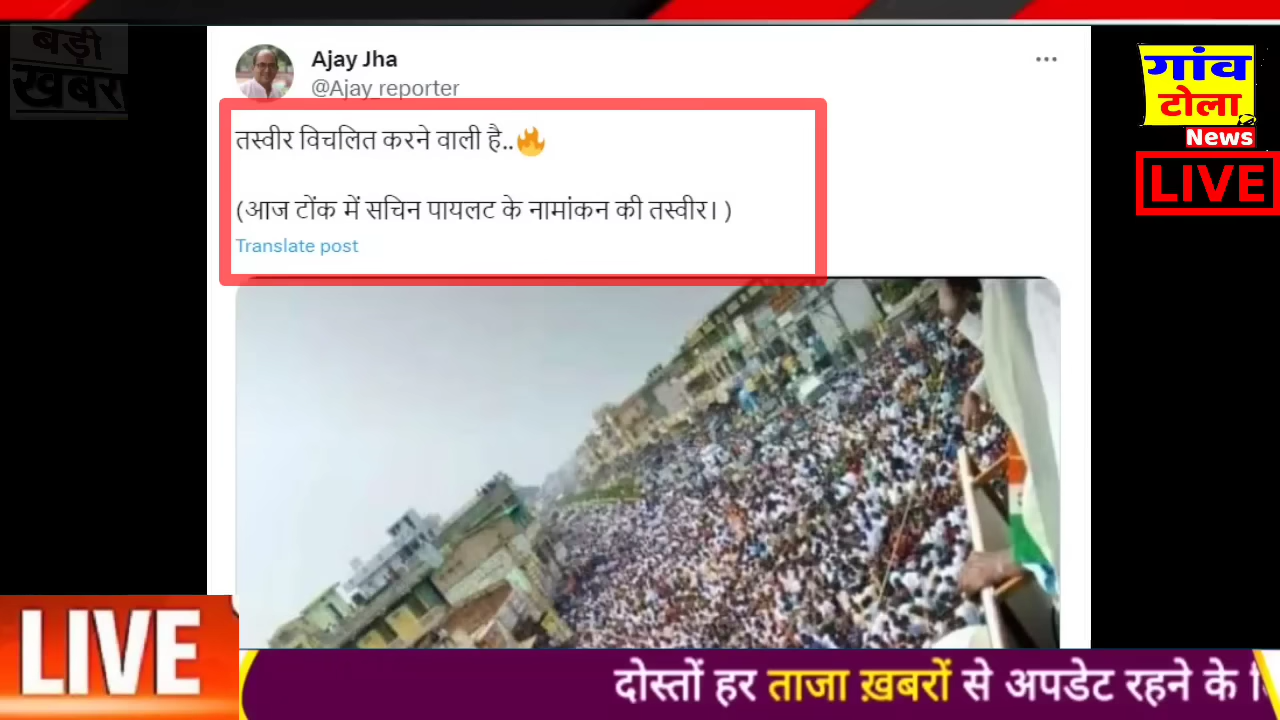 बड़ी
ख़बर
Ajay Jha
@Ajay_reporter
तस्वीर विचलित करने वाली है..🔥
(आज टोंक में सचिन पायलट के नामांकन की तस्वीर। )
Translate post
गांव
टोला
News
LIVE
LIVE
दोस्तों हर ताजा ख़बरों से अपडेट रहने के